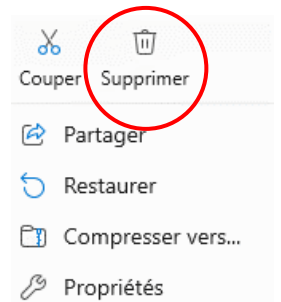 Couper Supprimer
Partager
Restaurer
Compresser vers...
Propriétés